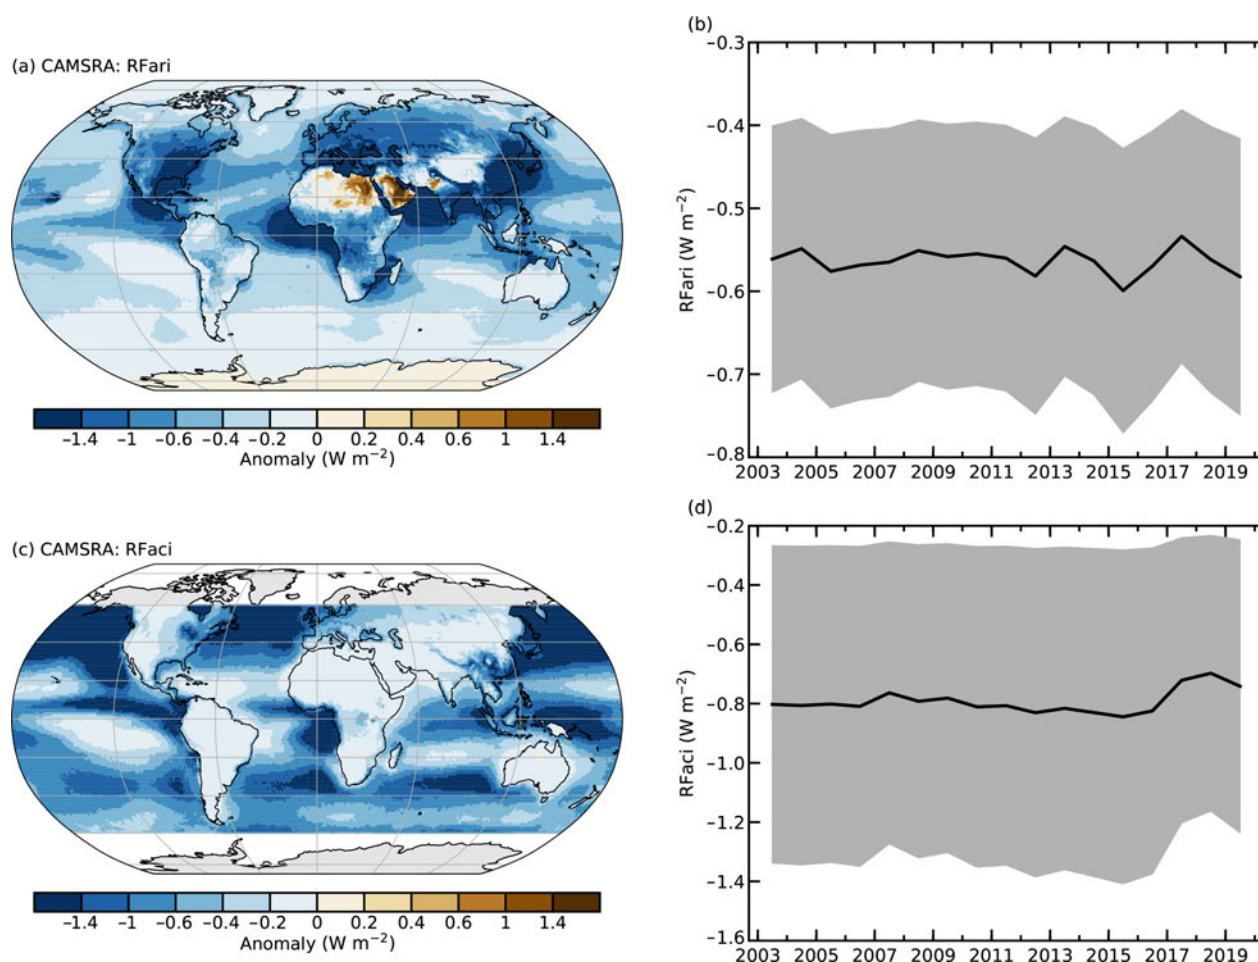 (a) CAMSRA: RFari
−1.4 −1 −0.6 −0.4 −0.2 0 0.2 0.4 0.6 1 1.4
Anomaly (W m−2)
(b)
−0.3
−0.4
−0.5
−0.6
−0.7
−0.8
RFari (W m−2)
2003 2005 2007 2009 2011 2013 2015 2017 2019
(c) CAMSRA: RFaci
−1.4 −1 −0.6 −0.4 −0.2 0 0.2 0.4 0.6 1 1.4
Anomaly (W m−2)
(d)
−0.2
−0.4
−0.6
−0.8
−1.0
−1.2
−1.4
−1.6
RFaci (W m−2)
2003 2005 2007 2009 2011 2013 2015 2017 2019